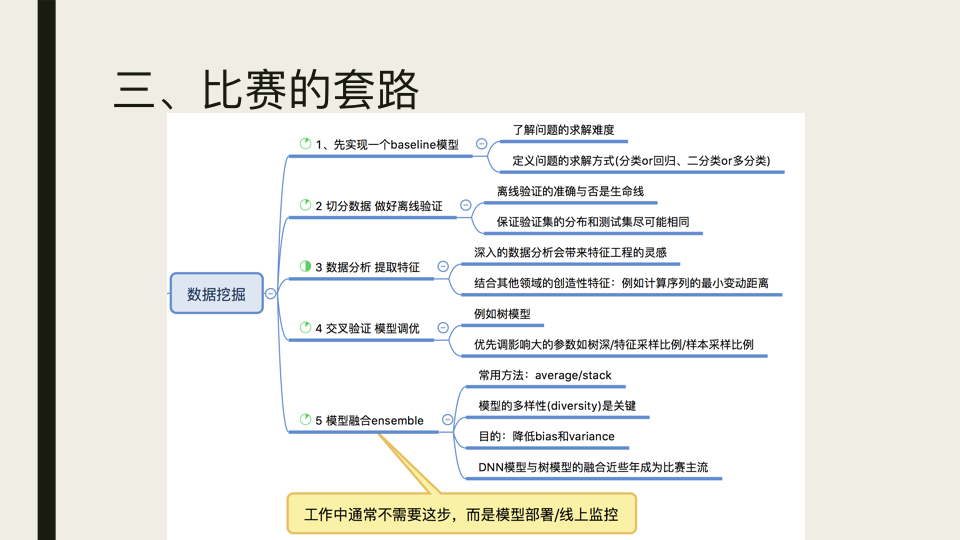 三、比赛的套路
数据挖掘
1、先实现一个baseline模型
了解问题的求解难度
定义问题的求解方式(分类or回归、二分类or多分类)
2 切分数据 做好离线验证
离线验证的准确与否是生命线
保证验证集的分布和测试集尽可能相同
3 数据分析 提取特征
深入的数据分析会带来特征工程的灵感
结合其他领域的创造性特征：例如计算序列的最小变动距离
4 交叉验证 模型调优
例如树模型
优先调影响大的参数如树深/特征采样比例/样本采样比例
5 模型融合ensemble
常用方法：average/stack
模型的多样性(diversity)是关键
目的：降低bias和variance
DNN模型与树模型的融合近些年成为比赛主流
工作中通常不需要这步，而是模型部署/线上监控